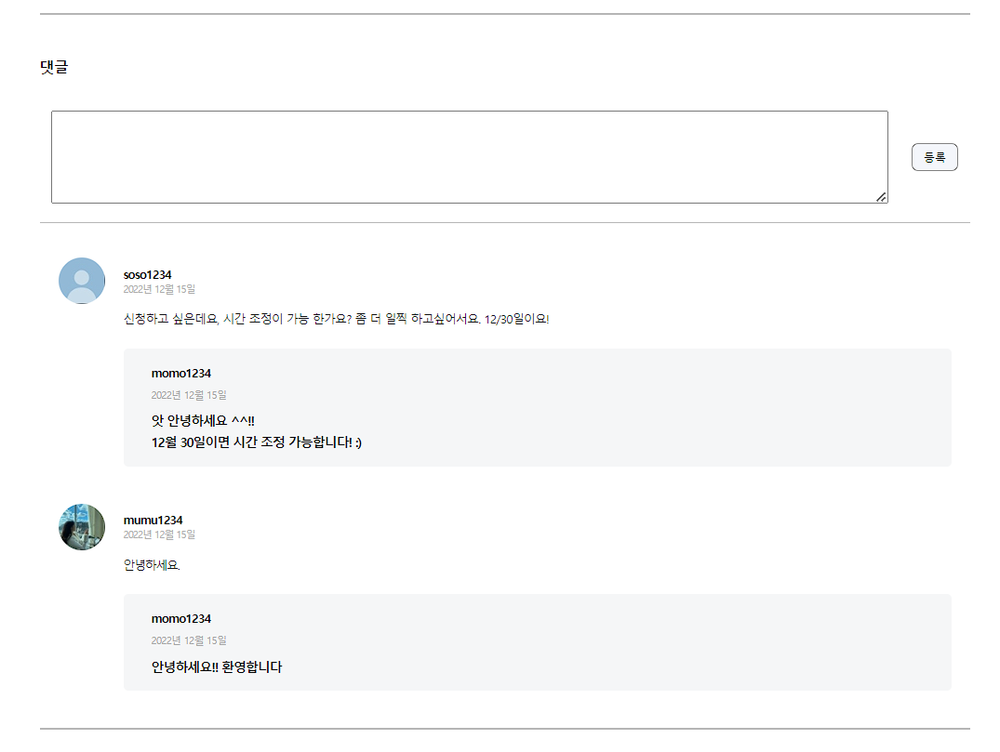 댓글
등록
soso1234
2022년 12월 15일
신청하고 싶은데요, 시간 조정이 가능 한가요? 좀 더 일찍 하고싶어서요. 12/30일이요!
momo1234
2022년 12월 15일
앗 안녕하세요 ^^!!
12월 30일이면 시간 조정 가능합니다! :)
mumu1234
2022년 12월 15일
안녕하세요.
momo1234
2022년 12월 15일
안녕하세요!! 환영합니다